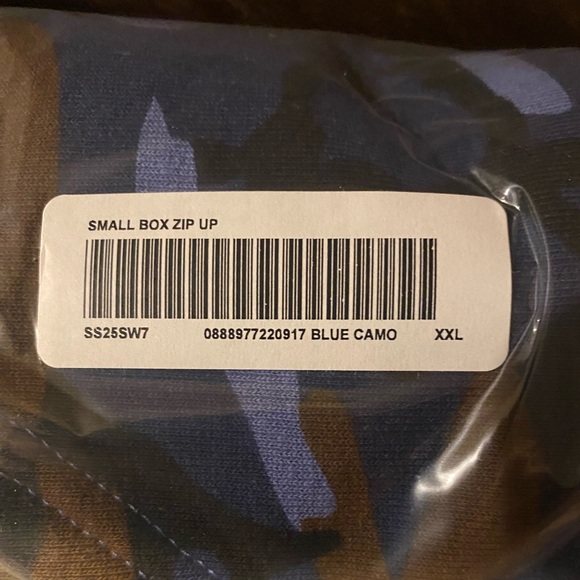 SMALL BOX ZIP UP
SS25SW7 0888977220917 BLUE CAMO XXL